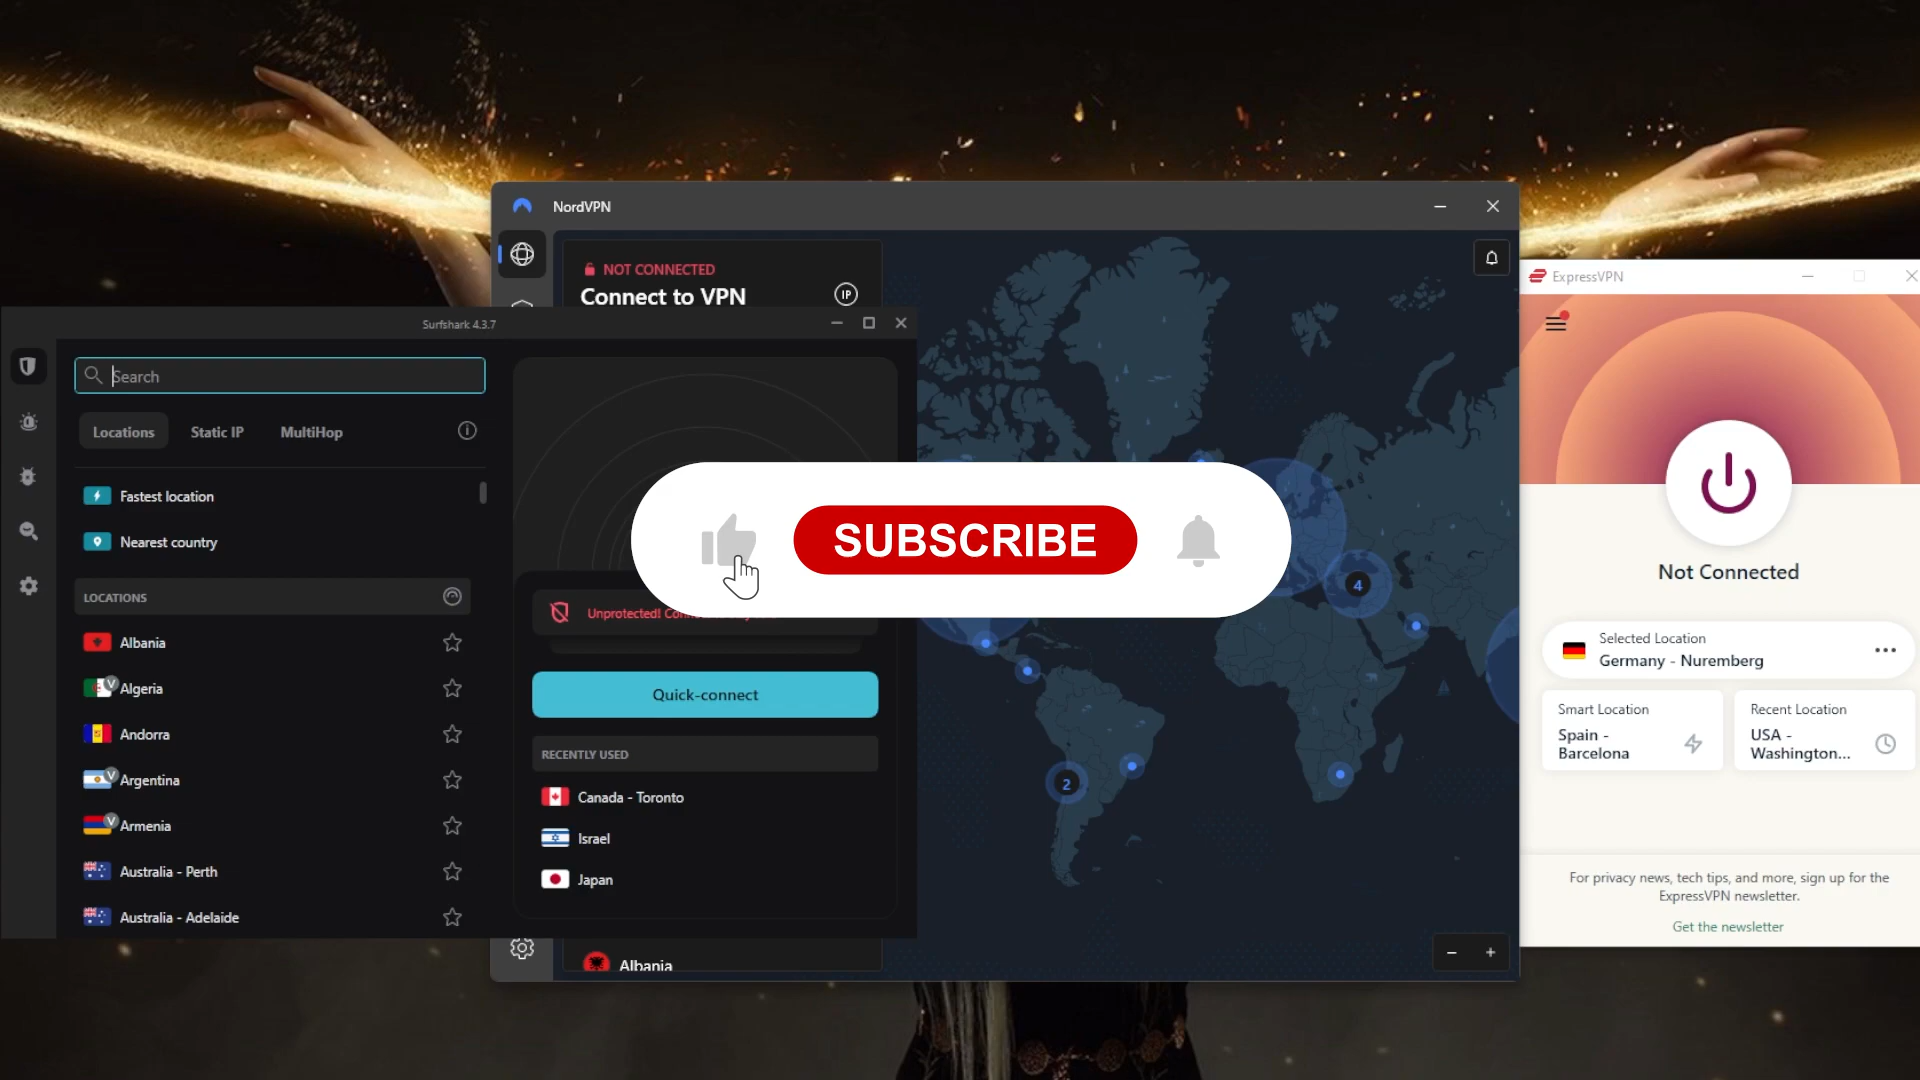 NordVPN
NOT CONNECTED
Connect to VPN
IP
Surfshark 4.3.7
Search
Locations
Static IP
MultiHop
Fastest location
Nearest country
LOCATIONS
Albania
V
Algeria
Andorra
V
Argentina
V
Armenia
Australia - Perth
Australia - Adelaide
Unprotected!
Quick-connect
RECENTLY USED
Canada - Toronto
Israel
Japan
SUBSCRIBE
4
2
Albania
ExpressVPN
Not Connected
Selected Location
Germany - Nuremberg
Smart Location
Spain -
Barcelona
Recent Location
USA -
Washington...
For privacy news, tech tips, and more, sign up for the
ExpressVPN newsletter.
Get the newsletter